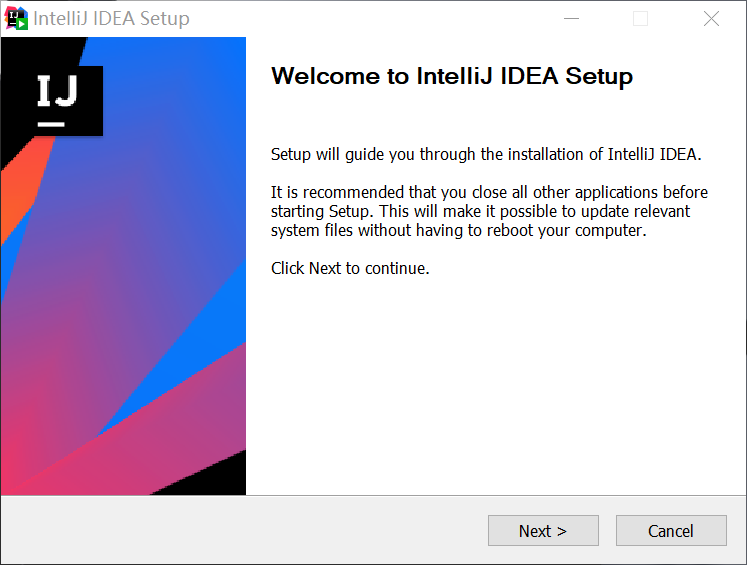 IntelliJ IDEA Setup
IJ
Welcome to IntelliJ IDEA Setup
Setup will guide you through the installation of IntelliJ IDEA.
It is recommended that you close all other applications before
starting Setup. This will make it possible to update relevant
system files without having to reboot your computer.
Click Next to continue.
Next >
Cancel